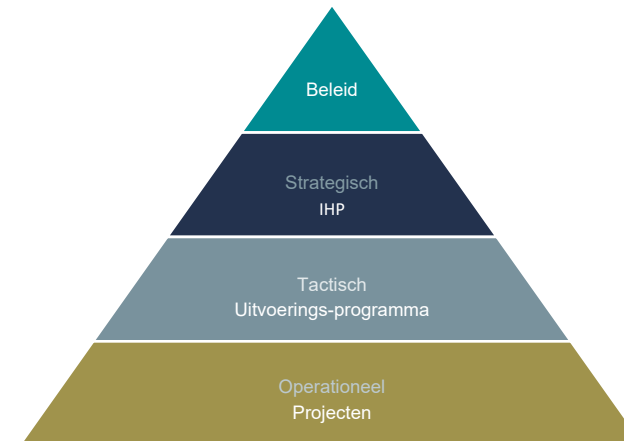 Beleid
Strategisch
IHP
Tactisch
Uitvoerings-programma
Operationeel
Projecten